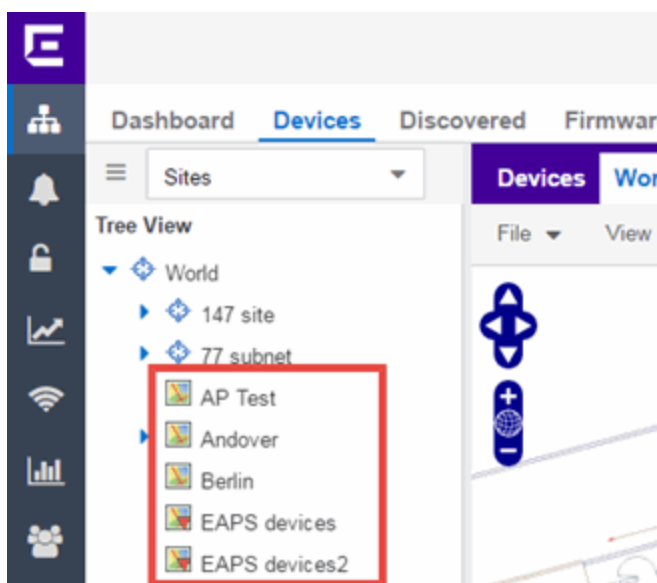 Dashboard Devices Discovered
Sites
Devices
Tree View
File View
World
147 site
77 subnet
AP Test
Andover
Berlin
EAPS devices
EAPS devices2